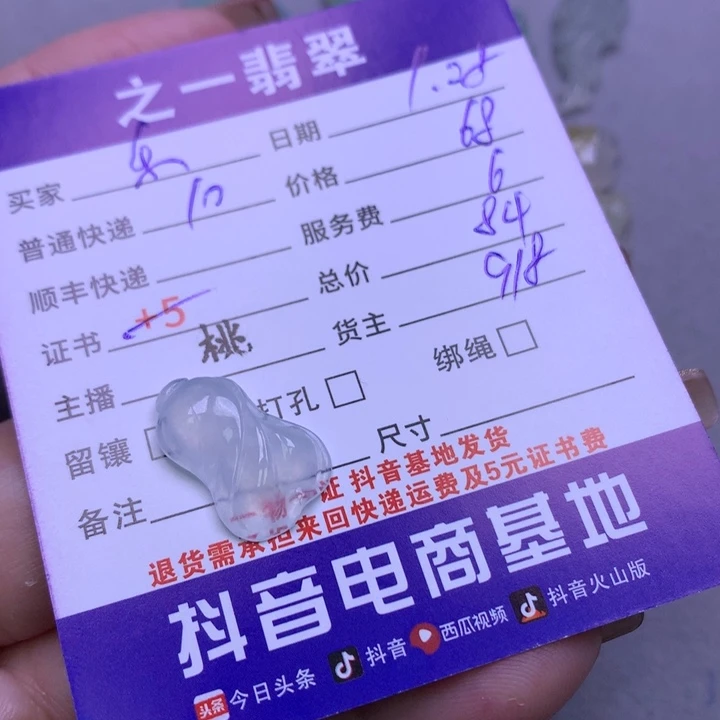 之一翡翠
买家 日期 1.28
普通快递 10 价格 68
顺丰快递 服务费 6
证书 +5 总价 84
主播 桃 货主 918
留镶 打孔 绑绳
备注 尺寸
证 抖音基地发货
退货需承担来回快递运费及5元证书费
抖音电商基地
头条 今日头条 抖音 西瓜视频 抖音火山版